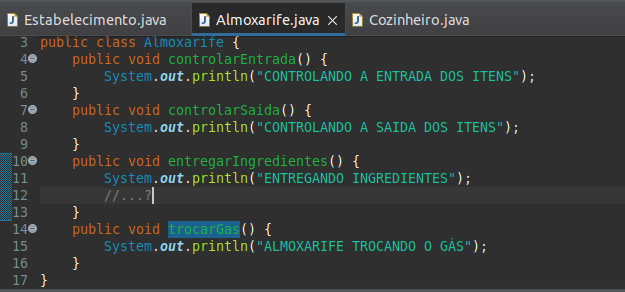 Estabelecimento.java Almoxarife.java Cozinheiro.java
3 public class Almoxarife {
4 public void controlarEntrada() {
5 System.out.println("CONTROLANDO A ENTRADA DOS ITENS");
6 }
7 public void controlarSaida() {
8 System.out.println("CONTROLANDO A SAIDA DOS ITENS");
9 }
10 public void entregarIngredientes() {
11 System.out.println("ENTREGANDO INGREDIENTES");
12 //...?
13 }
14 public void trocarGas() {
15 System.out.println("ALMOXARIFE TROCANDO O GÁS");
16 }
17 }